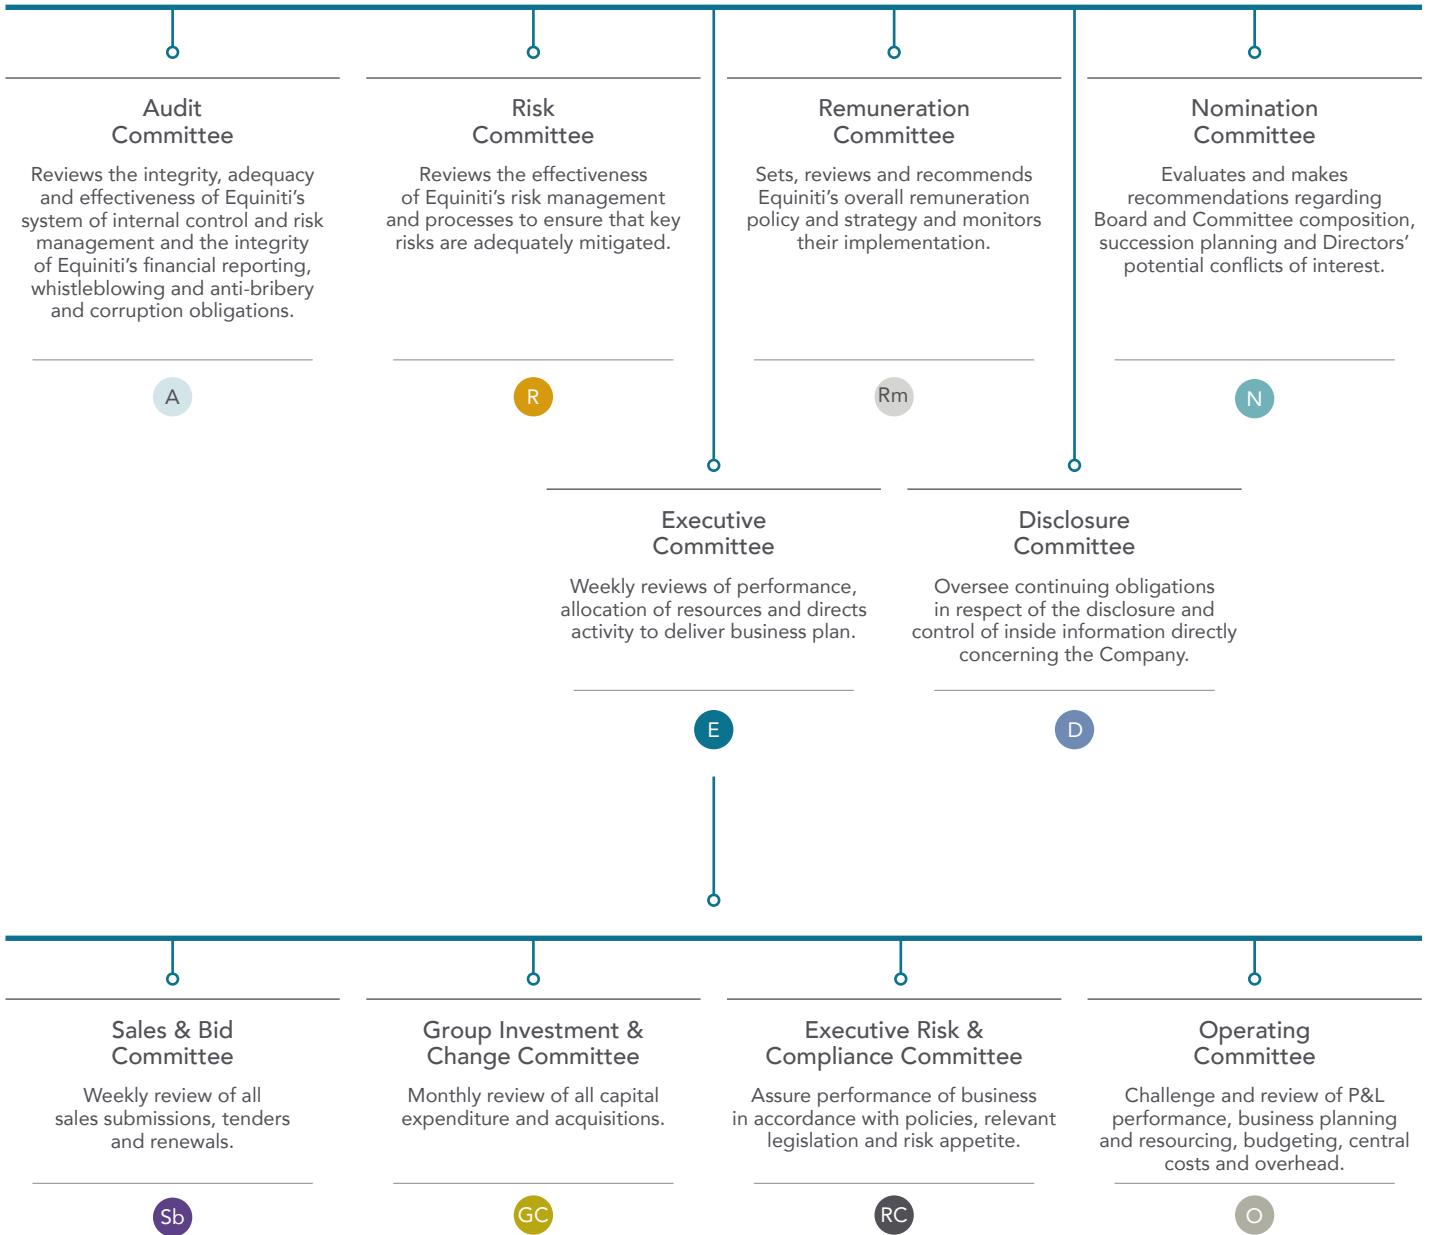 Audit
Committee
Reviews the integrity, adequacy
and effectiveness of Equiniti’s
system of internal control and risk
management and the integrity
of Equiniti’s financial reporting,
whistleblowing and anti-bribery
and corruption obligations.
A
Risk
Committee
Reviews the effectiveness
of Equiniti’s risk management
and processes to ensure that key
risks are adequately mitigated.
R
Remuneration
Committee
Sets, reviews and recommends
Equiniti’s overall remuneration
policy and strategy and monitors
their implementation.
Rm
Nomination
Committee
Evaluates and makes
recommendations regarding
Board and Committee composition,
succession planning and Directors’
potential conflicts of interest.
N
Executive
Committee
Weekly reviews of performance,
allocation of resources and directs
activity to deliver business plan.
E
Disclosure
Committee
Oversee continuing obligations
in respect of the disclosure and
control of inside information directly
concerning the Company.
D
Sales & Bid
Committee
Weekly review of all
sales submissions, tenders
and renewals.
Sb
Group Investment &
Change Committee
Monthly review of all capital
expenditure and acquisitions.
GC
Executive Risk &
Compliance Committee
Assure performance of business
in accordance with policies, relevant
legislation and risk appetite.
RC
Operating
Committee
Challenge and review of P&L
performance, business planning
and resourcing, budgeting, central
costs and overhead.
O